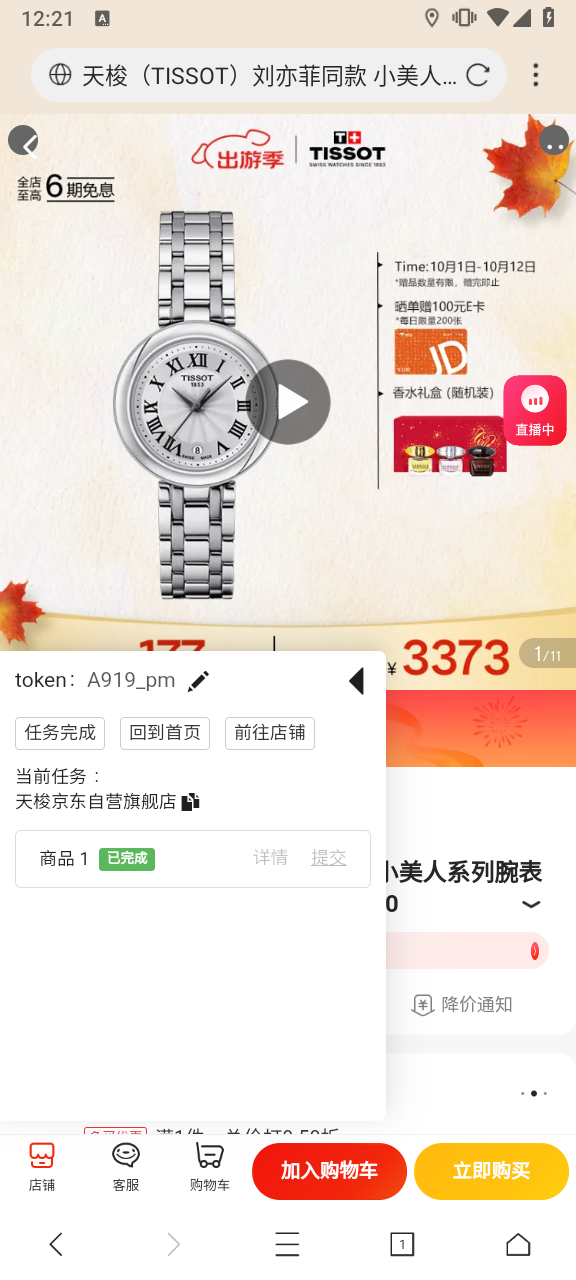 12:21
天梭（TISSOT）刘亦菲同款 小美人...
出游季
TISSOT
SWISS WATCHES SINCE 1853
全店至高6期免息
Time:10月1日-10月12日
*赠品数量有限，赠完即止
晒单赠100元E卡
*每日限量200张
JD
香水礼盒（随机装）
TISSOT
1853
8
直播中
¥3373
1/11
token：A919_pm
任务完成 回到首页 前往店铺
当前任务：
天梭京东自营旗舰店
商品 1 已完成 详情 提交
小美人系列腕表
0
降价通知
店铺 客服 购物车 加入购物车 立即购买
1